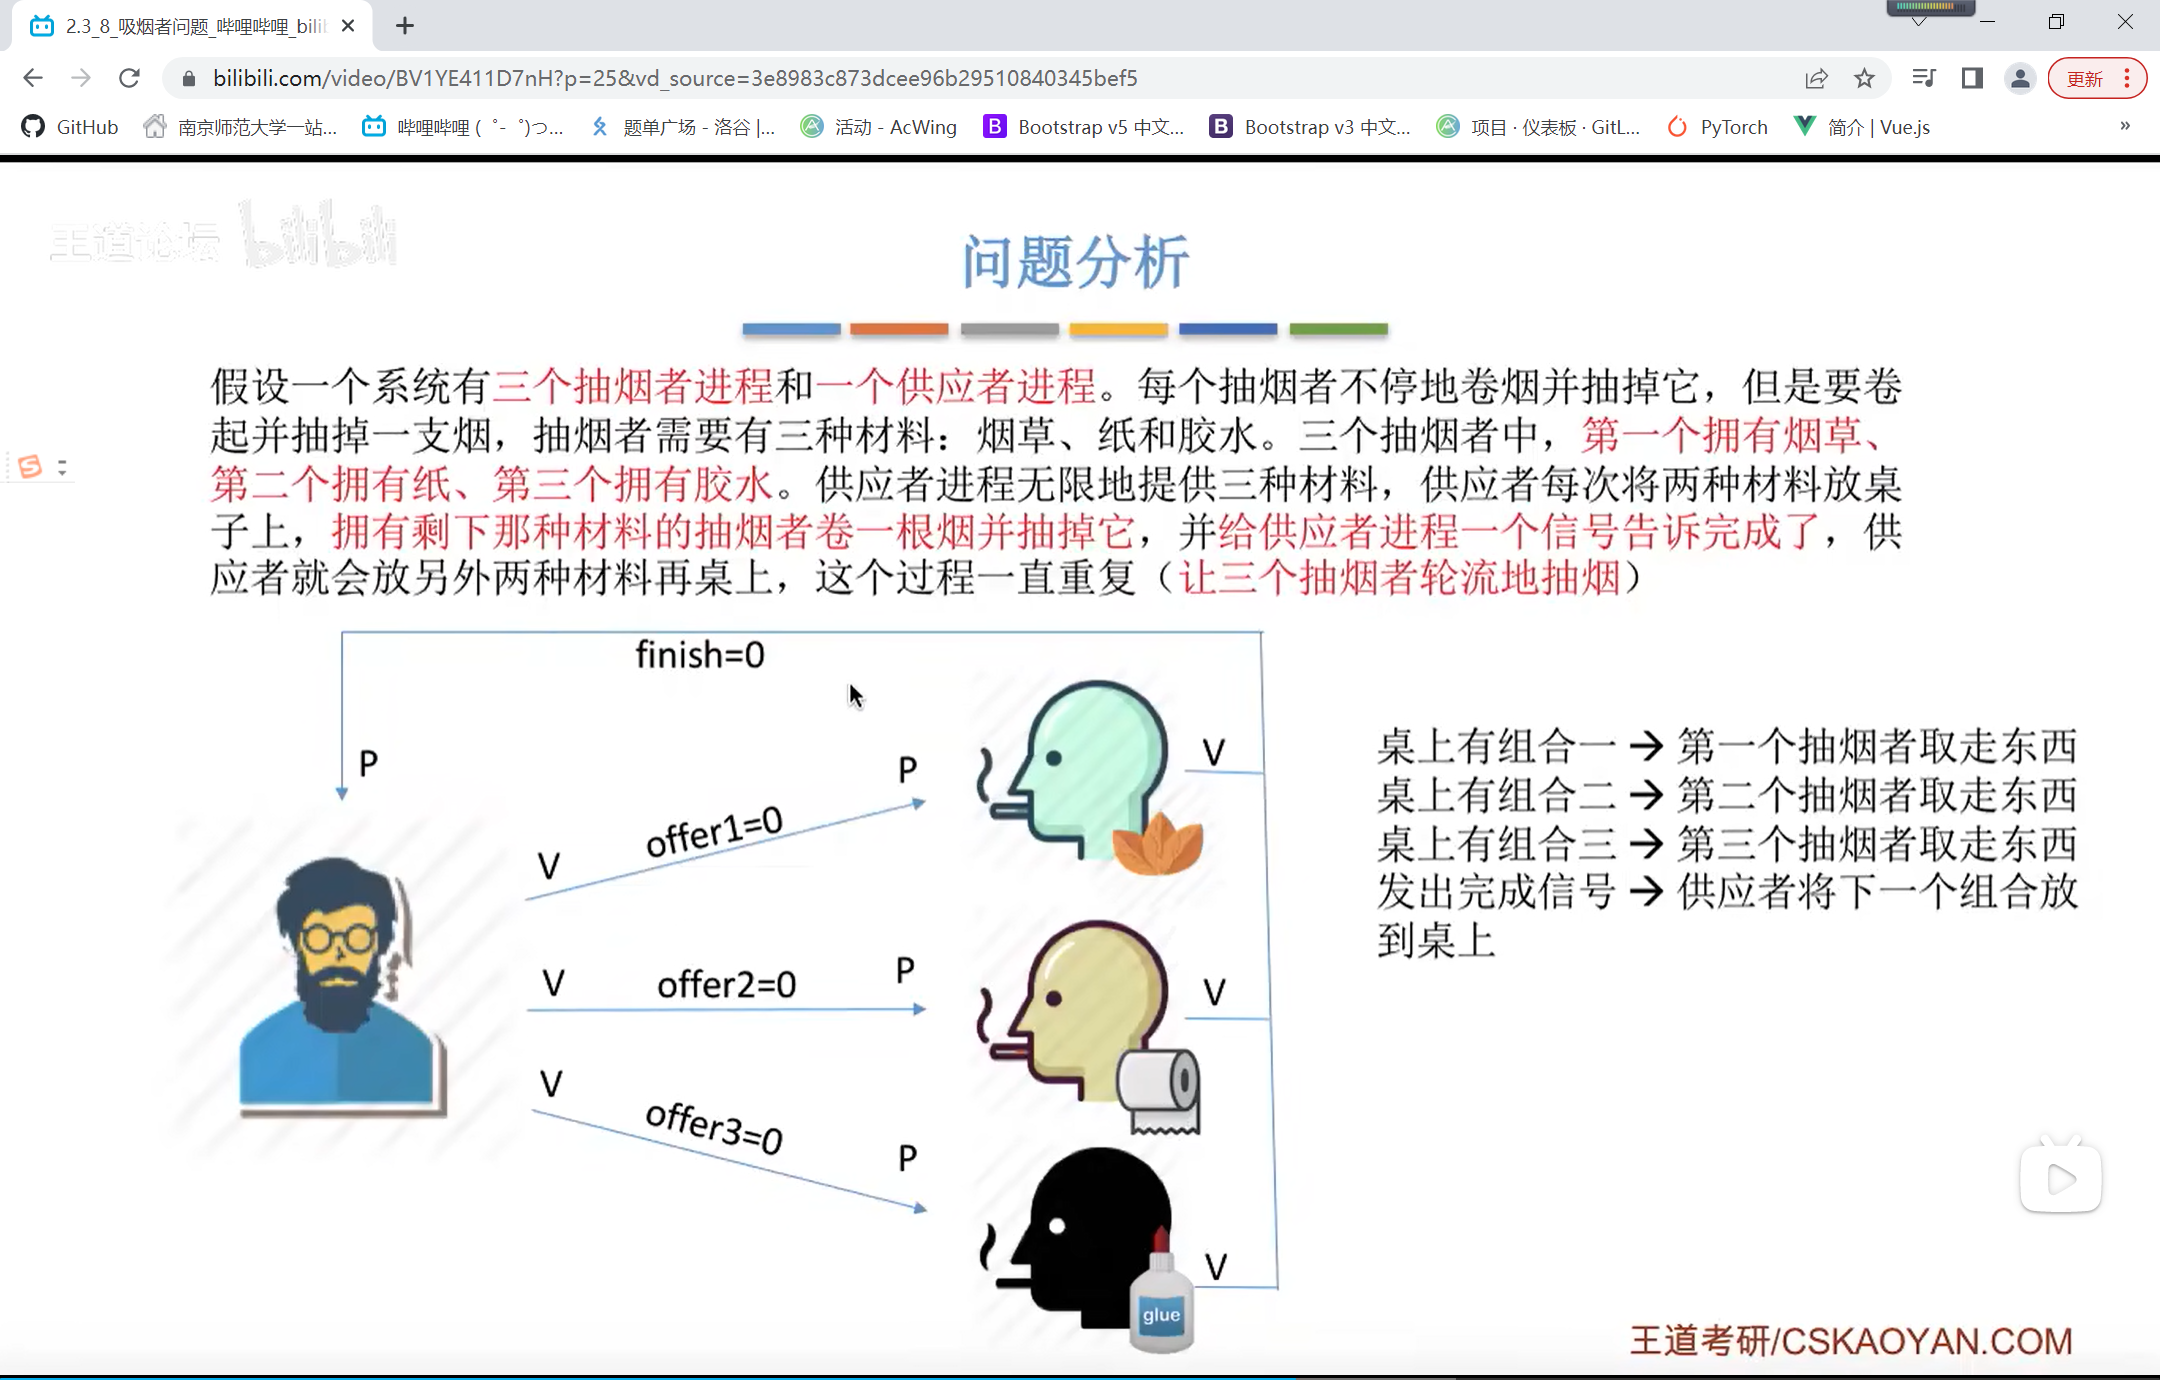 2.3_8_吸烟者问题_哔哩哔哩_bili
bilibili.com/video/BV1YE411D7nH?p=25&vd_source=3e8983c873dcee96b29510840345bef5
更新
GitHub
南京师范大学一站...
哔哩哔哩 (゜-゜)つ...
题单广场 - 洛谷 |...
活动 - AcWing
Bootstrap v5 中文...
Bootstrap v3 中文...
项目 · 仪表板 · GitL...
PyTorch
简介 | Vue.js
»
王道论坛 bilibili
问题分析
假设一个系统有三个抽烟者进程和一个供应者进程。每个抽烟者不停地卷烟并抽掉它，但是要卷
起并抽掉一支烟，抽烟者需要有三种材料：烟草、纸和胶水。三个抽烟者中，第一个拥有烟草、
第二个拥有纸、第三个拥有胶水。供应者进程无限地提供三种材料，供应者每次将两种材料放桌
子上，拥有剩下那种材料的抽烟者卷一根烟并抽掉它，并给供应者进程一个信号告诉完成了，供
应者就会放另外两种材料再桌上，这个过程一直重复（让三个抽烟者轮流地抽烟）
finish=0
P
P
V
offer1=0
V
V
offer2=0
P
V
V
offer3=0
P
V
glue
桌上有组合一 → 第一个抽烟者取走东西
桌上有组合二 → 第二个抽烟者取走东西
桌上有组合三 → 第三个抽烟者取走东西
发出完成信号 → 供应者将下一个组合放
到桌上
王道考研/CSKAOYAN.COM